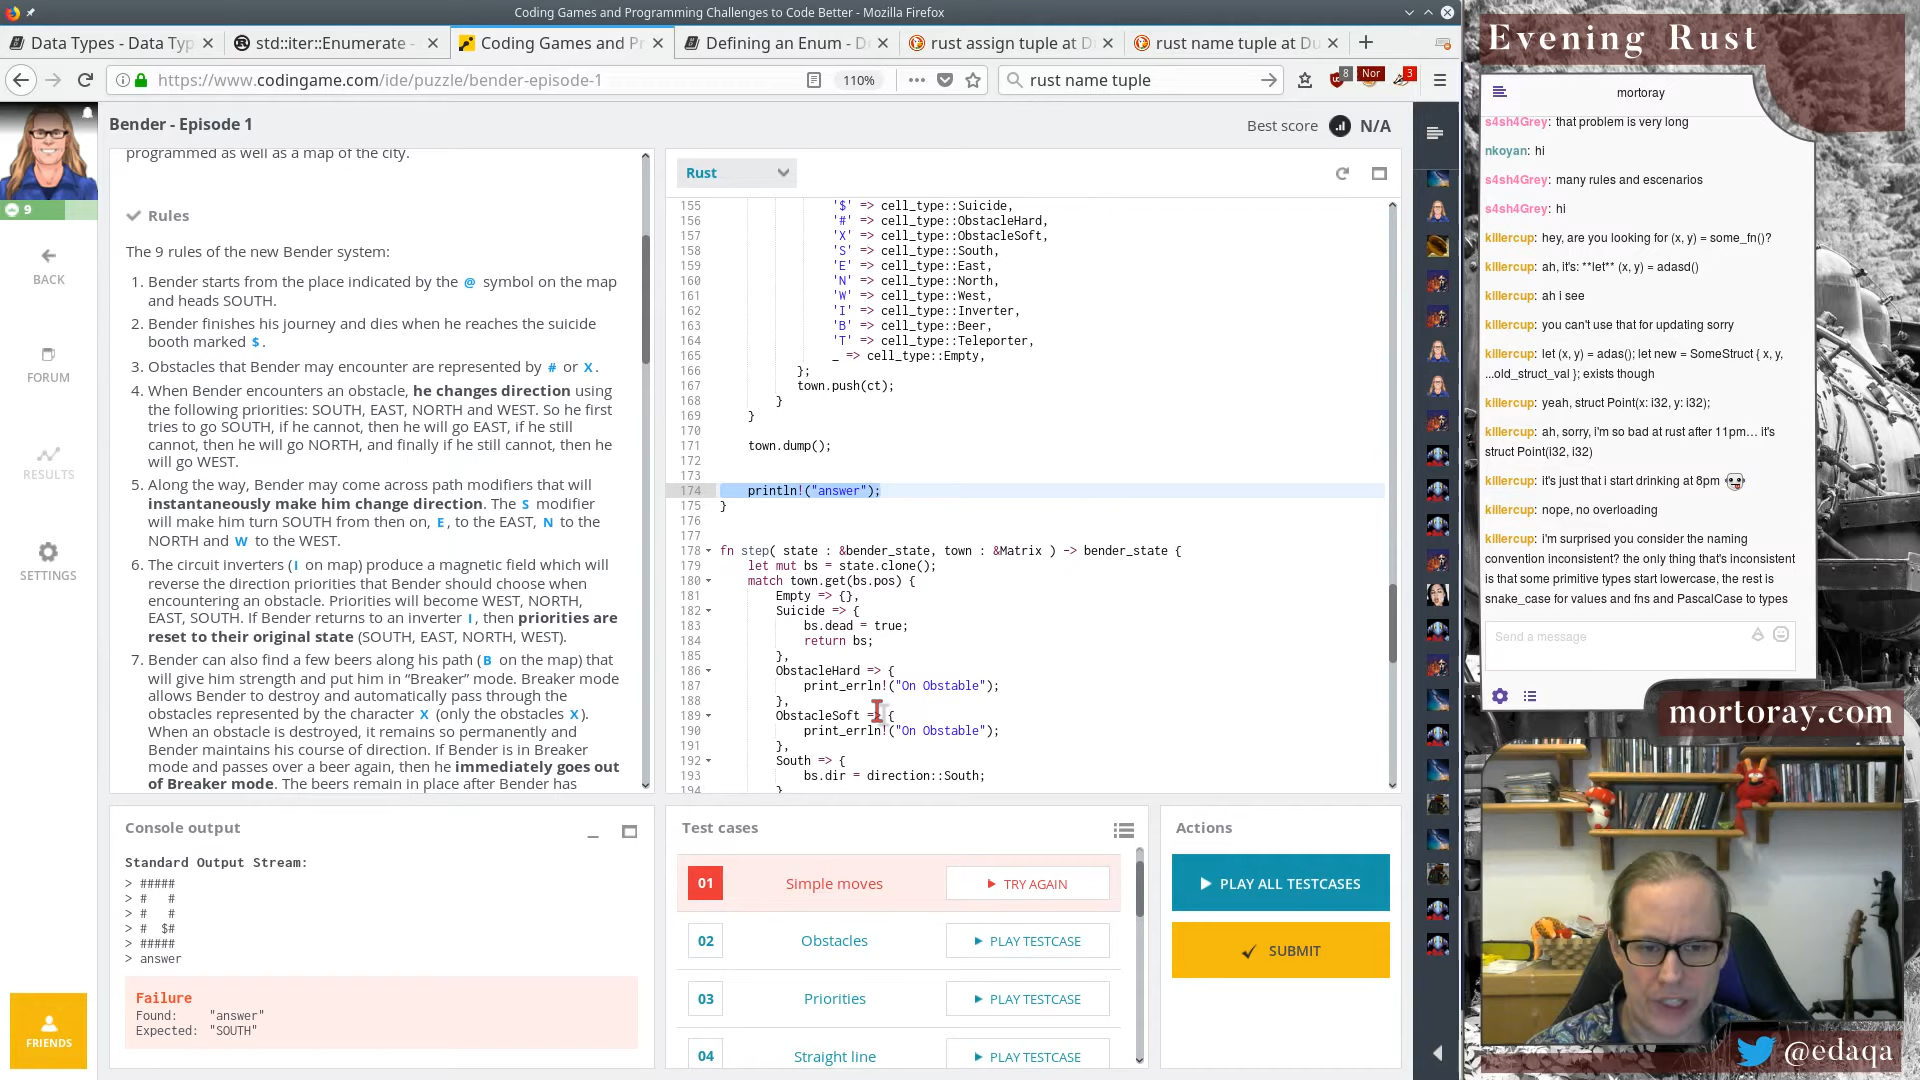 Coding Games and Programming Challenges to Code Better - Mozilla Firefox
Data Types - Data Typ
std::iter::Enumerate -
Coding Games and Pr
Defining an Enum - D
rust assign tuple at D
rust name tuple at Du
https://www.codingame.com/ide/puzzle/bender-episode-1
110%
rust name tuple
8
Nor
3
9
BACK
FORUM
RESULTS
SETTINGS
FRIENDS
Bender - Episode 1
Best score
N/A
programmed as well as a map of the city.
Rules
The 9 rules of the new Bender system:
1. Bender starts from the place indicated by the @ symbol on the map
and heads SOUTH.
2. Bender finishes his journey and dies when he reaches the suicide
booth marked $.
3. Obstacles that Bender may encounter are represented by # or X.
4. When Bender encounters an obstacle, he changes direction using
the following priorities: SOUTH, EAST, NORTH and WEST. So he first
tries to go SOUTH, if he cannot, then he will go EAST, if he still
cannot, then he will go NORTH, and finally if he still cannot, then he
will go WEST.
5. Along the way, Bender may come across path modifiers that will
instantaneously make him change direction. The S modifier
will make him turn SOUTH from then on, E, to the EAST, N to the
NORTH and W to the WEST.
6. The circuit inverters (I on map) produce a magnetic field which will
reverse the direction priorities that Bender should choose when
encountering an obstacle. Priorities will become WEST, NORTH,
EAST, SOUTH. If Bender returns to an inverter I, then priorities are
reset to their original state (SOUTH, EAST, NORTH, WEST).
7. Bender can also find a few beers along his path (B on the map) that
will give him strength and put him in “Breaker” mode. Breaker mode
allows Bender to destroy and automatically pass through the
obstacles represented by the character X (only the obstacles X).
When an obstacle is destroyed, it remains so permanently and
Bender maintains his course of direction. If Bender is in Breaker
mode and passes over a beer again, then he immediately goes out
of Breaker mode. The beers remain in place after Bender has
Rust
155 '$' => cell_type::Suicide,
156 '#' => cell_type::ObstacleHard,
157 'X' => cell_type::ObstacleSoft,
158 'S' => cell_type::South,
159 'E' => cell_type::East,
160 'N' => cell_type::North,
161 'W' => cell_type::West,
162 'I' => cell_type::Inverter,
163 'B' => cell_type::Beer,
164 'T' => cell_type::Teleporter,
165 _ => cell_type::Empty,
166 };
167 town.push(ct);
168 }
169 }
170
171 town.dump();
172
173
174 println!("answer");
175 }
176
177
178 fn step( state : &bender_state, town : &Matrix ) -> bender_state {
179 let mut bs = state.clone();
180 match town.get(bs.pos) {
181 Empty => {},
182 Suicide => {
183 bs.dead = true;
184 return bs;
185 },
186 ObstacleHard => {
187 print_errln!("On Obstable");
188 },
189 ObstacleSoft => {
190 print_errln!("On Obstable");
191 },
192 South => {
193 bs.dir = direction::South;
194 }
Console output
Standard Output Stream:
> #####
> #   #
> #   #
> #  $#
> #####
> answer
Failure
Found: "answer"
Expected: "SOUTH"
Test cases
01 Simple moves TRY AGAIN
02 Obstacles PLAY TESTCASE
03 Priorities PLAY TESTCASE
04 Straight line PLAY TESTCASE
Actions
PLAY ALL TESTCASES
SUBMIT
Evening Rust
mortoray
s4sh4Grey: that problem is very long
nkoyan: hi
s4sh4Grey: many rules and escenarios
s4sh4Grey: hi
killercup: hey, are you looking for (x, y) = some_fn()?
killercup: ah, it's: **let** (x, y) = adasd()
killercup: ah i see
killercup: you can't use that for updating sorry
killercup: let (x, y) = adas(); let new = SomeStruct { x, y,
...old_struct_val }; exists though
killercup: yeah, struct Point(x: i32, y: i32);
killercup: ah, sorry, i'm so bad at rust after 11pm… it's
struct Point(i32, i32)
killercup: it's just that i start drinking at 8pm
killercup: nope, no overloading
killercup: i'm surprised you consider the naming
convention inconsistent? the only thing that's inconsistent
is that some primitive types start lowercase, the rest is
snake_case for values and fns and PascalCase to types
Send a message
mortoray.com
@edaqa